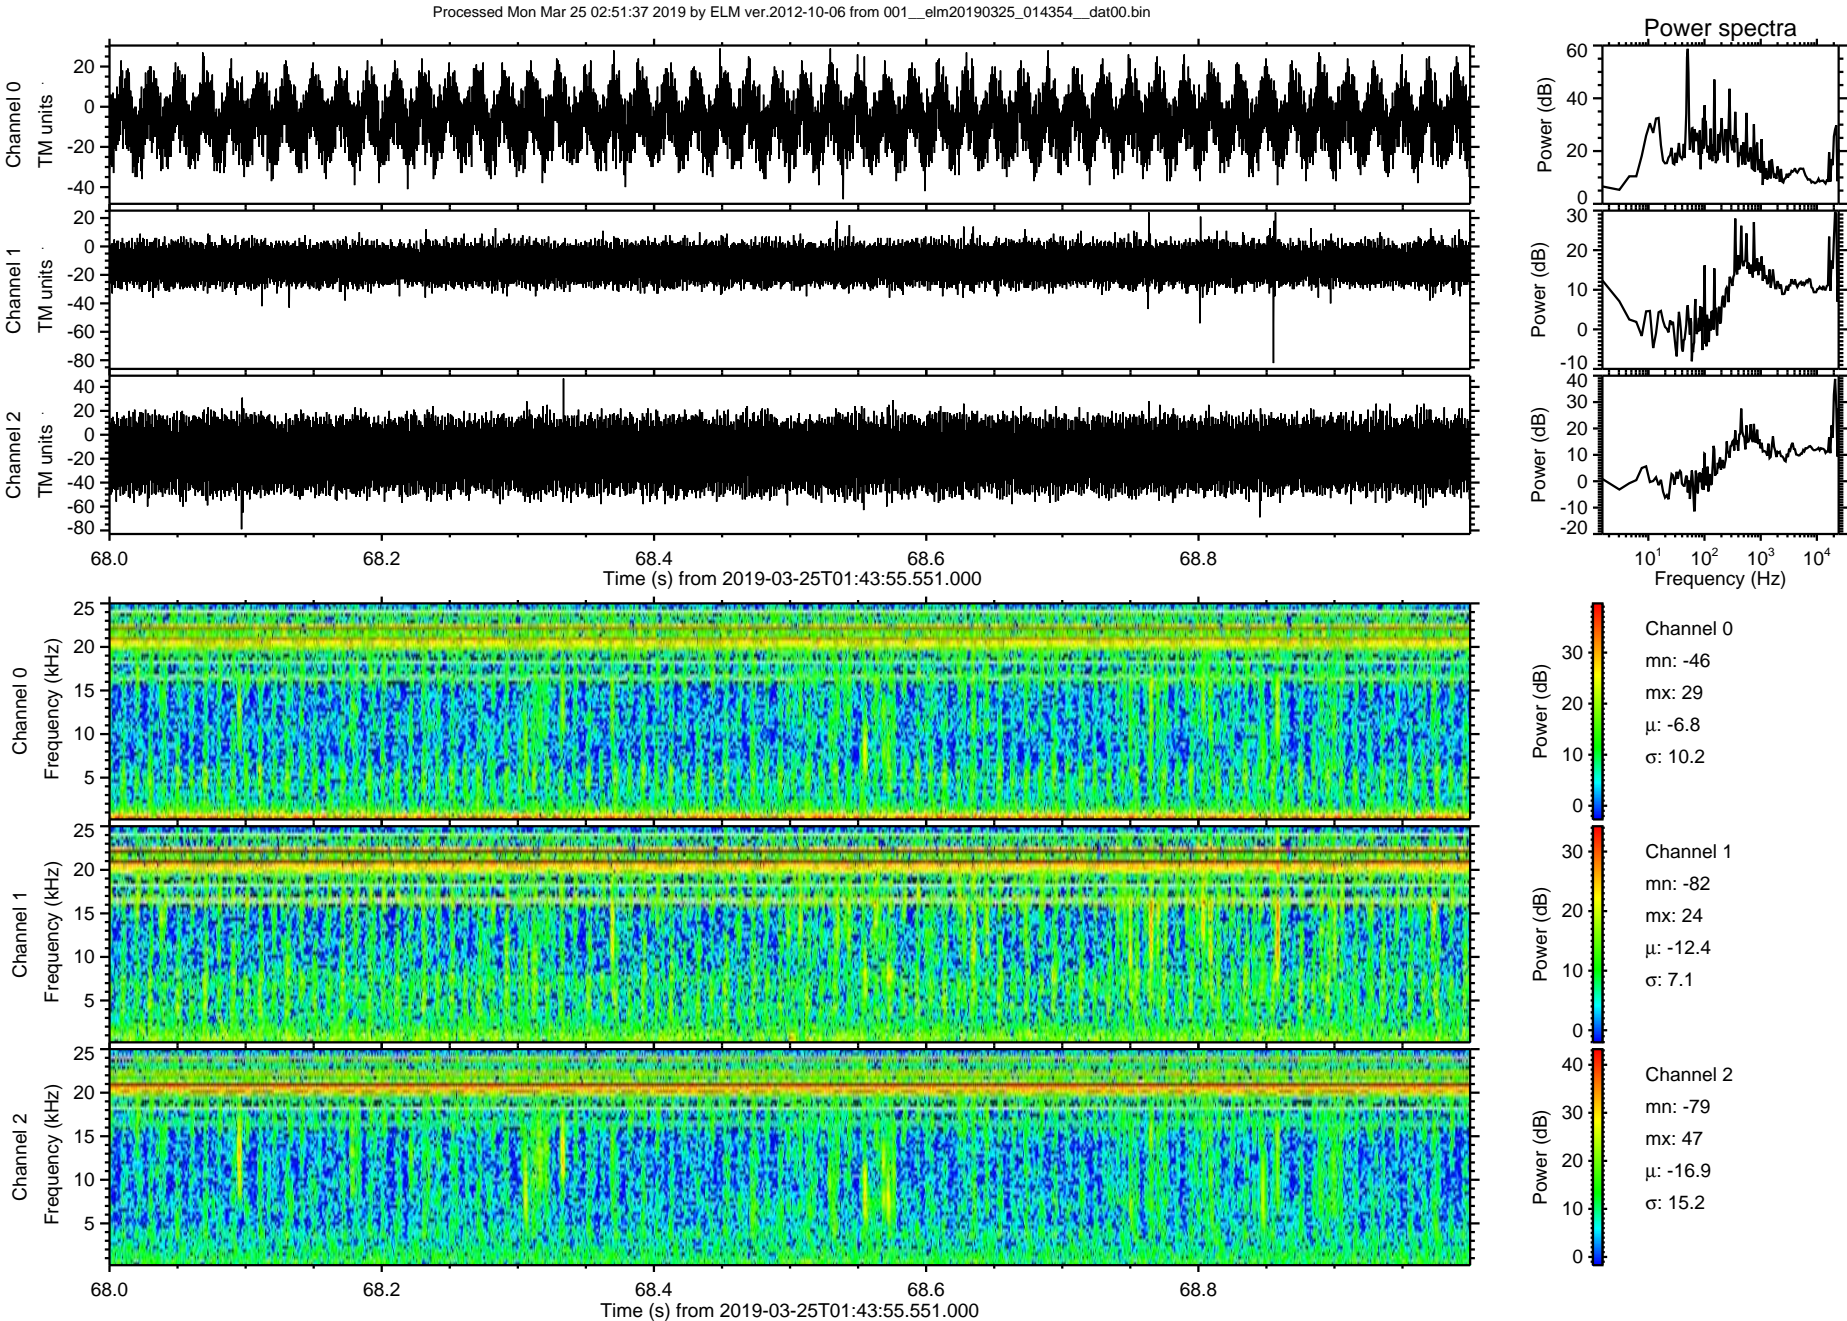 Processed Mon Mar 25 02:51:37 2019 by ELM ver.2012-10-06 from 001__elm20190325_014354__dat00.bin
Power spectra
Channel 0
TM units
20
0
-20
-40
Power (dB)
60
40
20
0
Channel 1
TM units
20
0
-20
-40
-60
-80
Power (dB)
30
20
10
0
-10
Channel 2
TM units
40
20
0
-20
-40
-60
-80
Power (dB)
40
30
20
10
0
-10
-20
68.0 68.2 68.4 68.6 68.8
Time (s) from 2019-03-25T01:43:55.551.000
10^1 10^2 10^3 10^4
Frequency (Hz)
Channel 0
Frequency (kHz)
25
20
15
10
5
Power (dB)
30
20
10
0
Channel 0
mn: -46
mx: 29
μ: -6.8
σ: 10.2
Channel 1
Frequency (kHz)
25
20
15
10
5
Power (dB)
30
20
10
0
Channel 1
mn: -82
mx: 24
μ: -12.4
σ: 7.1
Channel 2
Frequency (kHz)
25
20
15
10
5
Power (dB)
40
30
20
10
0
Channel 2
mn: -79
mx: 47
μ: -16.9
σ: 15.2
68.0 68.2 68.4 68.6 68.8
Time (s) from 2019-03-25T01:43:55.551.000